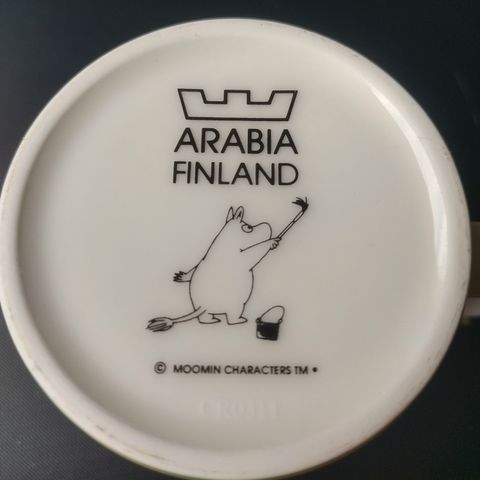 ARABIA
FINLAND
© MOOMIN CHARACTERS TM •